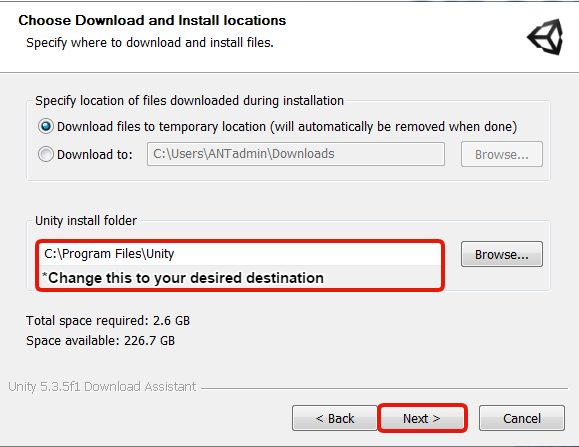 Choose Download and Install locations
Specify where to download and install files.
Specify location of files downloaded during installation
Download files to temporary location (will automatically be removed when done)
Download to:
C:\Users\ANTadmin\Downloads
Browse...
Unity install folder
C:\Program Files\Unity
Browse...
*Change this to your desired destination
Total space required: 2.6 GB
Space available: 226.7 GB
Unity 5.3.5f1 Download Assistant
< Back
Next >
Cancel